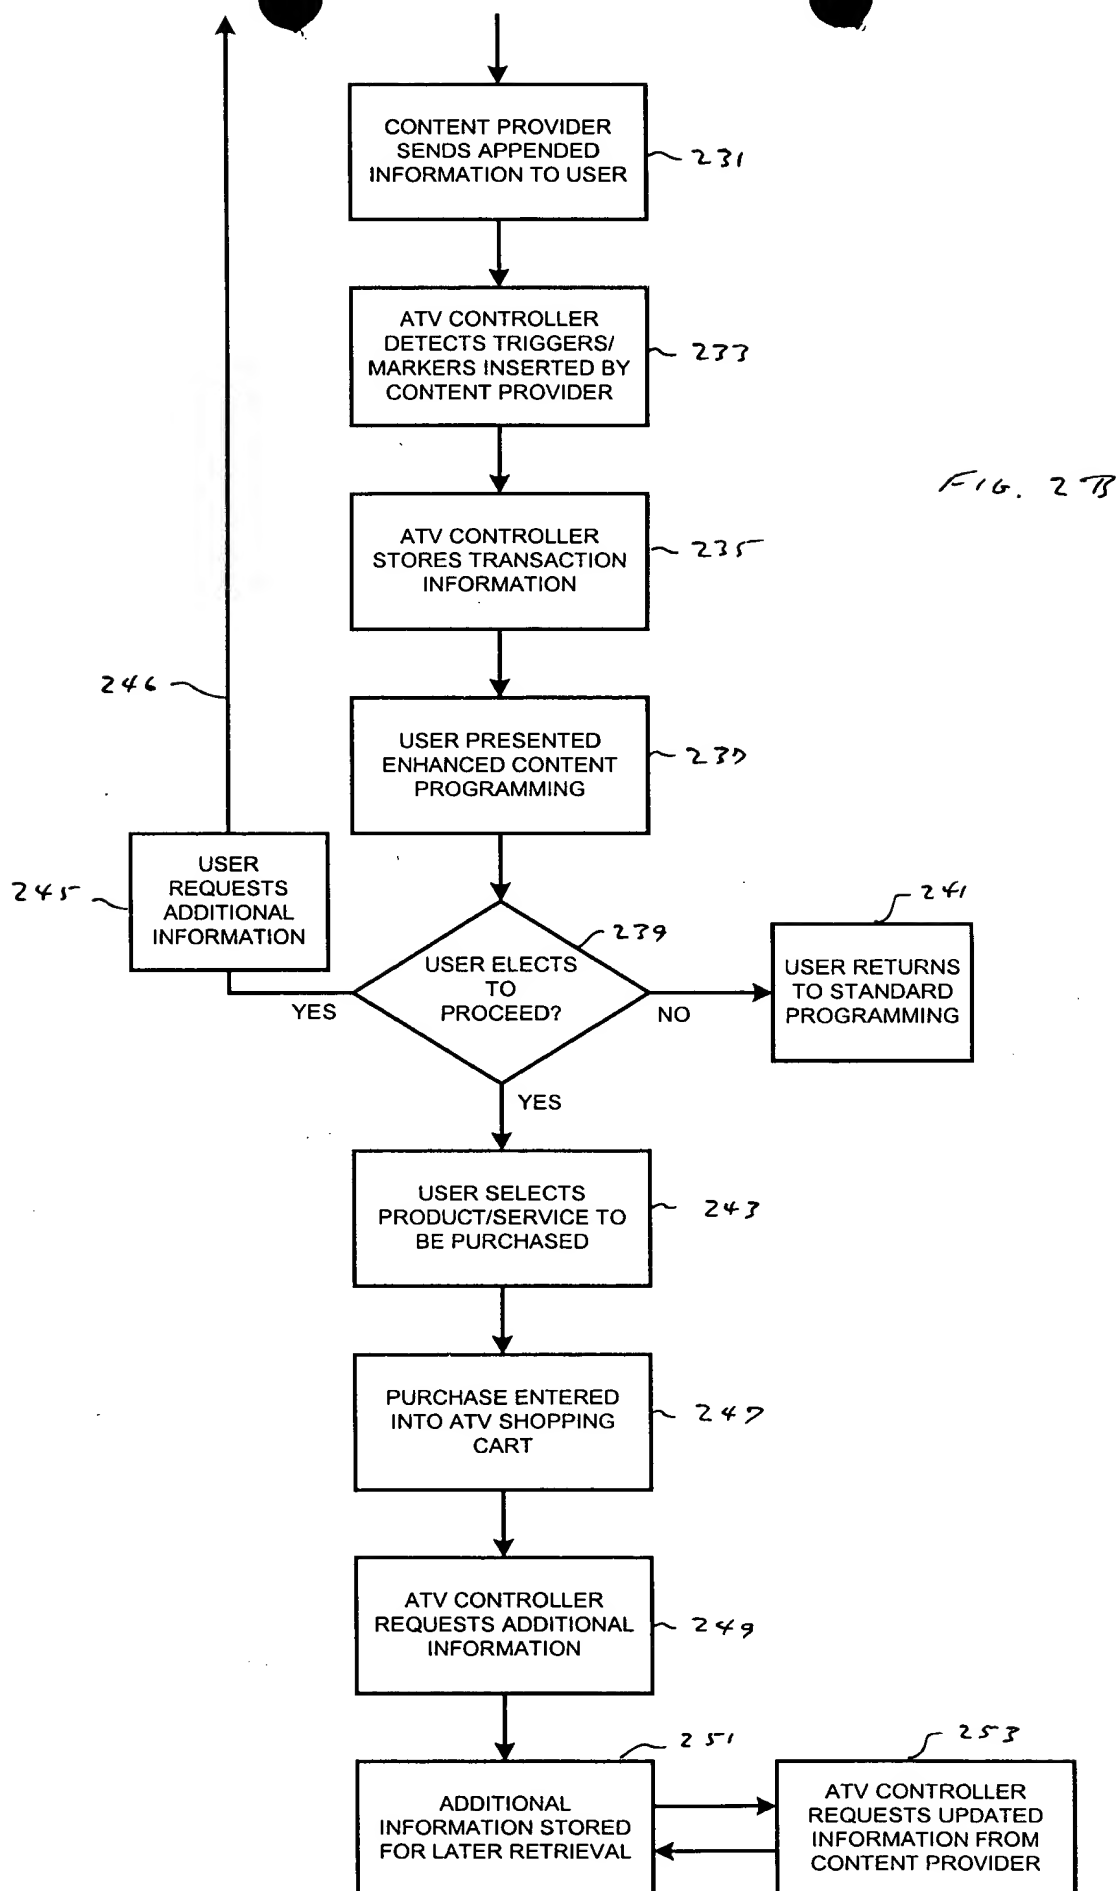 CONTENT PROVIDER
SENDS APPENDED
INFORMATION TO USER
231
ATV CONTROLLER
DETECTS TRIGGERS/
MARKERS INSERTED BY
CONTENT PROVIDER
233
FIG. 2B
ATV CONTROLLER
STORES TRANSACTION
INFORMATION
235
246
USER PRESENTED
ENHANCED CONTENT
PROGRAMMING
237
USER
REQUESTS
ADDITIONAL
INFORMATION
245
239
USER ELECTS
TO
PROCEED?
YES
NO
241
USER RETURNS
TO STANDARD
PROGRAMMING
YES
USER SELECTS
PRODUCT/SERVICE TO
BE PURCHASED
243
PURCHASE ENTERED
INTO ATV SHOPPING
CART
247
ATV CONTROLLER
REQUESTS ADDITIONAL
INFORMATION
249
251
ADDITIONAL
INFORMATION STORED
FOR LATER RETRIEVAL
253
ATV CONTROLLER
REQUESTS UPDATED
INFORMATION FROM
CONTENT PROVIDER